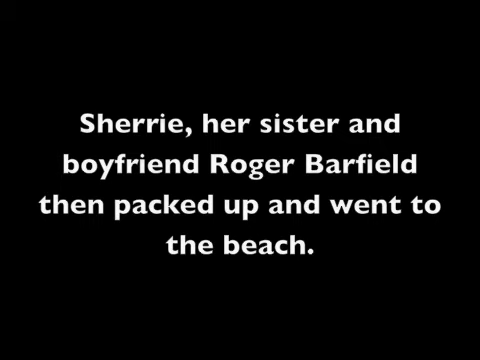 Sherrie, her sister and
boyfriend Roger Barfield
then packed up and went to
the beach.